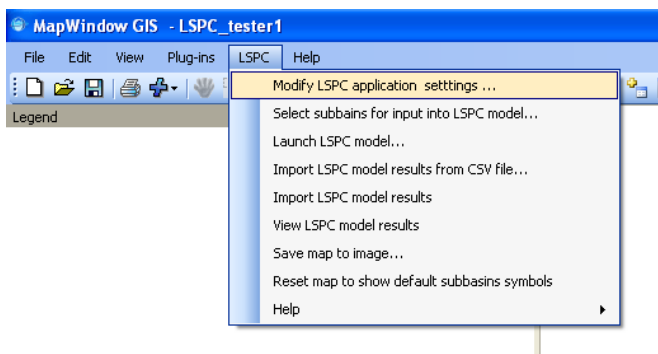 MapWindow GIS - LSPC_tester1
File Edit View Plug-ins LSPC Help
Legend
Modify LSPC application setttings ...
Select subbains for input into LSPC model...
Launch LSPC model...
Import LSPC model results from CSV file...
Import LSPC model results
View LSPC model results
Save map to image...
Reset map to show default subbasins symbols
Help